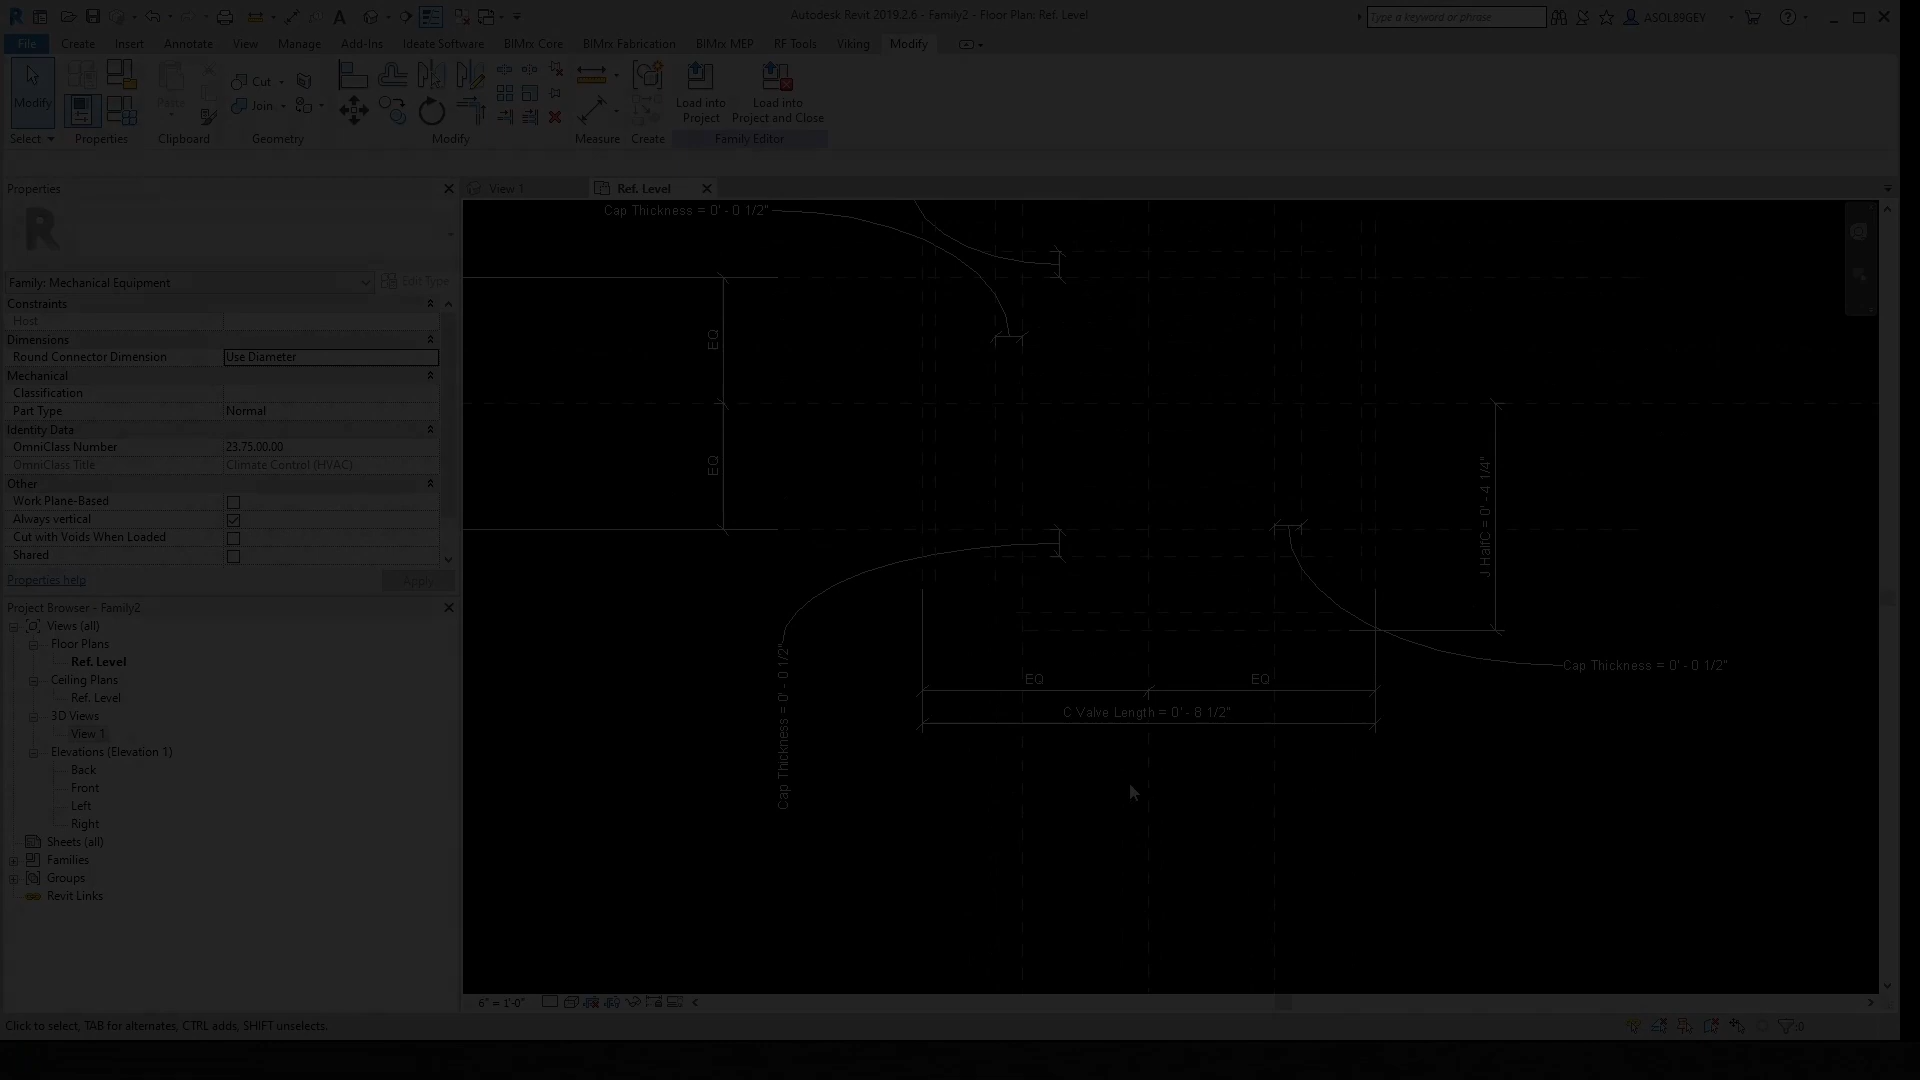 Autodesk Revit 2019.2.6 - Family2 - Floor Plan: Ref. Level
Type a keyword or phrase
ASOL89GEY
File Create Insert Annotate View Manage Add-Ins Ideate Software BIMrx Core BIMrx Fabrication BIMrx MEP RF Tools Viking Modify
Modify
Paste
Cut
Join
Load into Project
Load into Project and Close
Select Properties Clipboard Geometry Modify Measure Create Family Editor
Properties
View 1
Ref. Level
Family: Mechanical Equipment
Edit Type
Constraints
Host
Dimensions
Round Connector Dimension Use Diameter
Mechanical
Classification
Part Type Normal
Identity Data
OmniClass Number 23.75.00.00
OmniClass Title Climate Control (HVAC)
Other
Work Plane-Based
Always vertical
Cut with Voids When Loaded
Shared
Properties help
Apply
Project Browser - Family2
Views (all)
Floor Plans
Ref. Level
Ceiling Plans
Ref. Level
3D Views
View 1
Elevations (Elevation 1)
Back
Front
Left
Right
Sheets (all)
Families
Groups
Revit Links
Cap Thickness = 0' - 0 1/2"
EQ
EQ
J HalfC = 0' - 4 1/4"
Cap Thickness = 0' - 0 1/2"
Cap Thickness = 0' - 0 1/2"
EQ
EQ
C Valve Length = 0' - 8 1/2"
6" = 1'-0"
Click to select, TAB for alternates, CTRL adds, SHIFT unselects.
:0